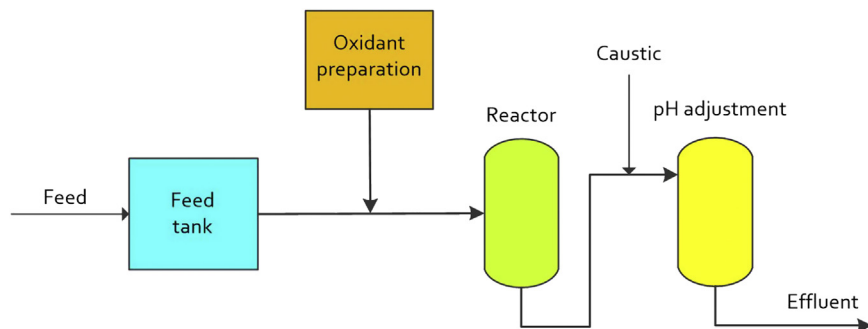 Oxidant
preparation
Caustic
Reactor
pH adjustment
Feed
Feed
tank
Effluent